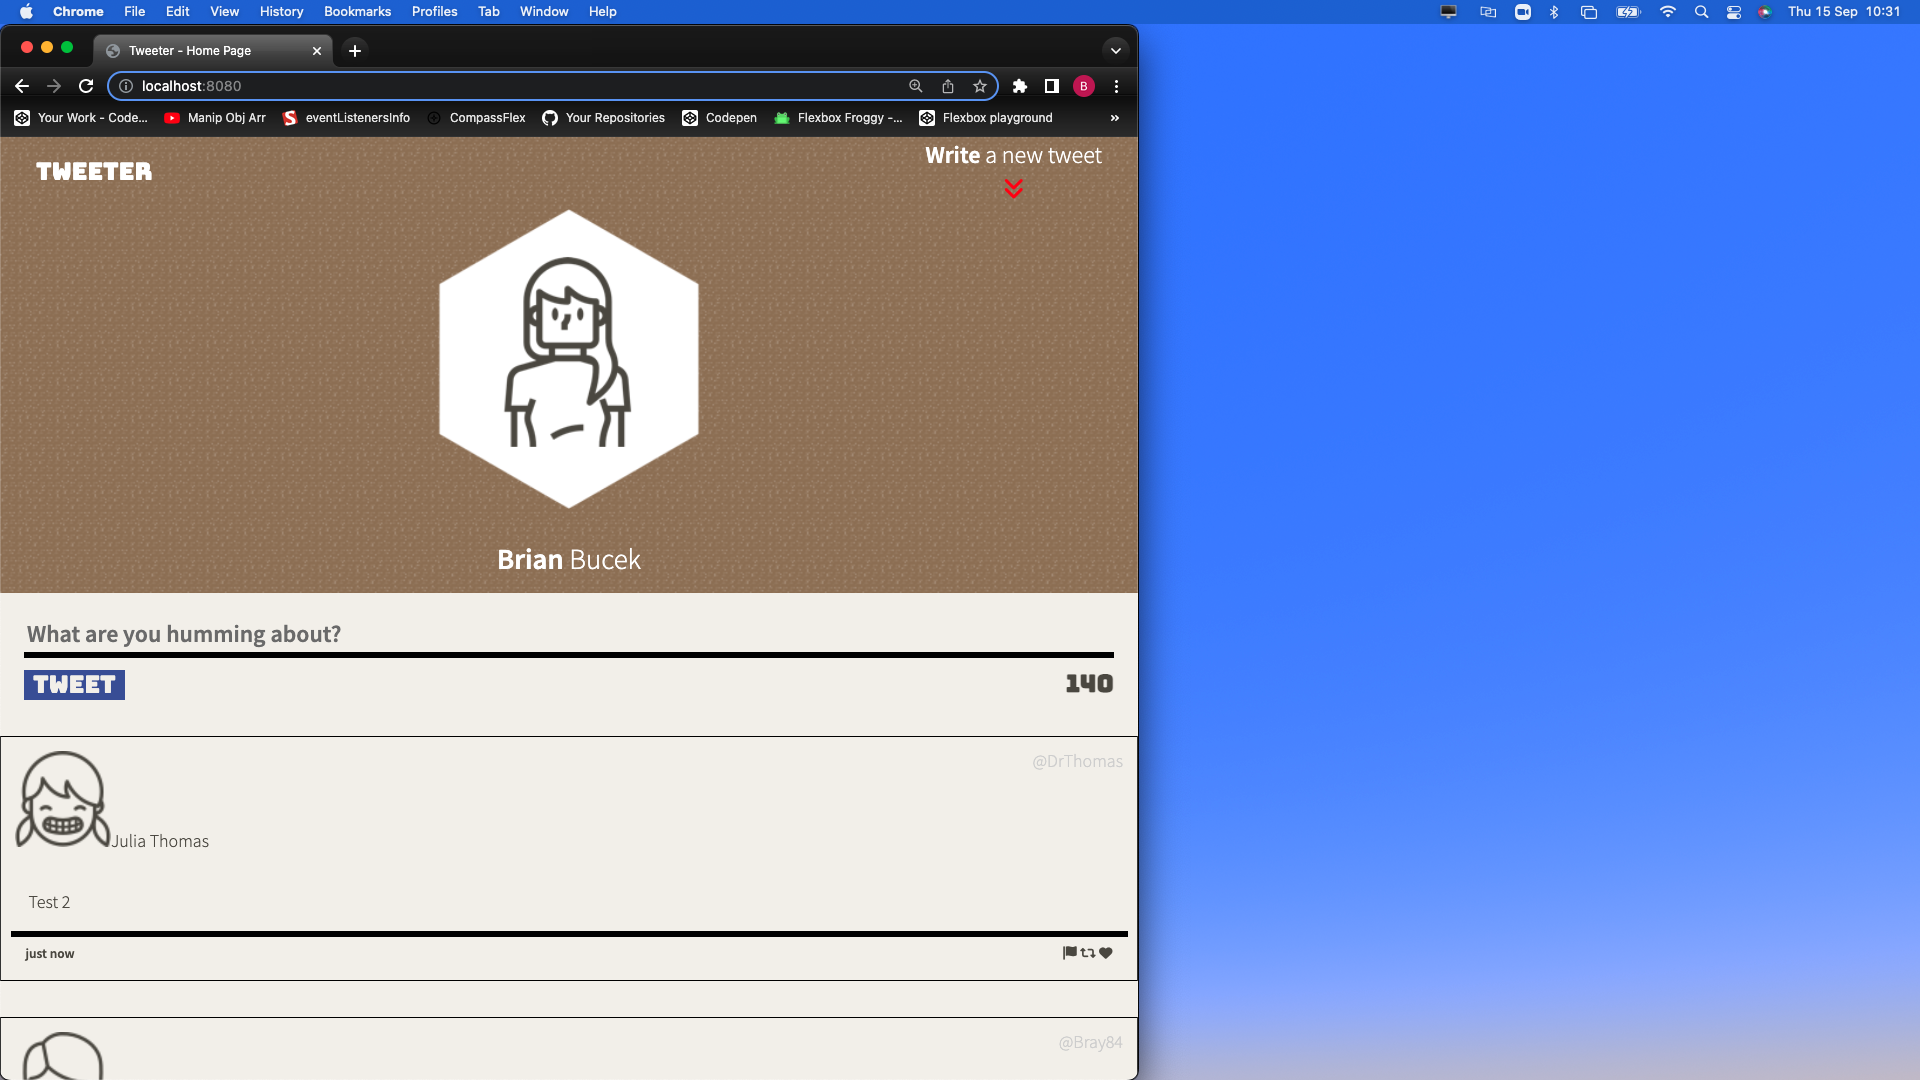 Chrome File Edit View History Bookmarks Profiles Tab Window Help Thu 15 Sep 10:31
Tweeter - Home Page
localhost:8080
B
Your Work - Code... Manip Obj Arr eventListenersInfo CompassFlex Your Repositories Codepen Flexbox Froggy -... Flexbox playground »
TWEETER
Write a new tweet
Brian Bucek
What are you humming about?
TWEET 140
@DrThomas
Julia Thomas
Test 2
just now
@Bray84